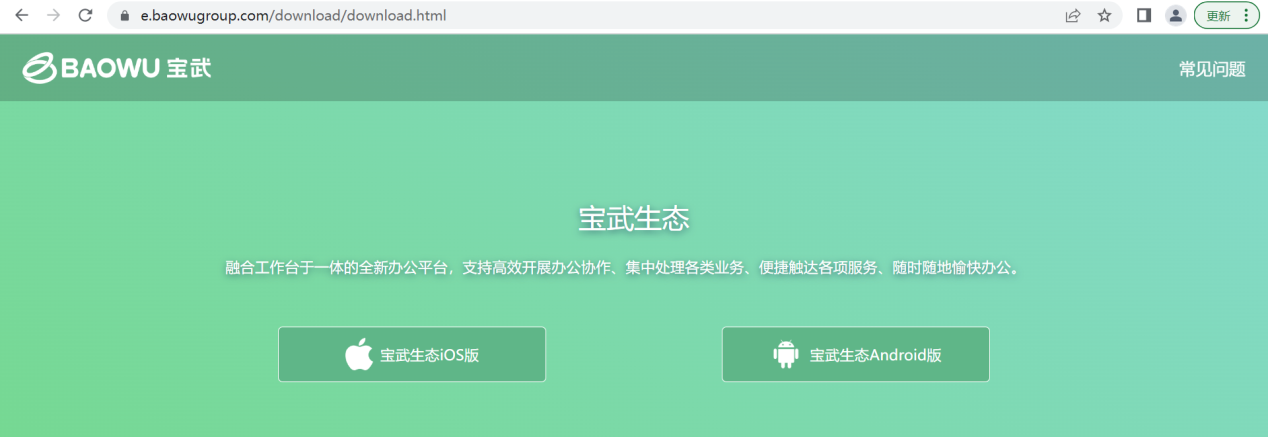 e.baowugroup.com/download/download.html
更新
BAOWU 宝武
常见问题
宝武生态
融合工作台于一体的全新办公平台，支持高效开展办公协作、集中处理各类业务、便捷触达各项服务、随时随地愉快办公。
宝武生态iOS版
宝武生态Android版